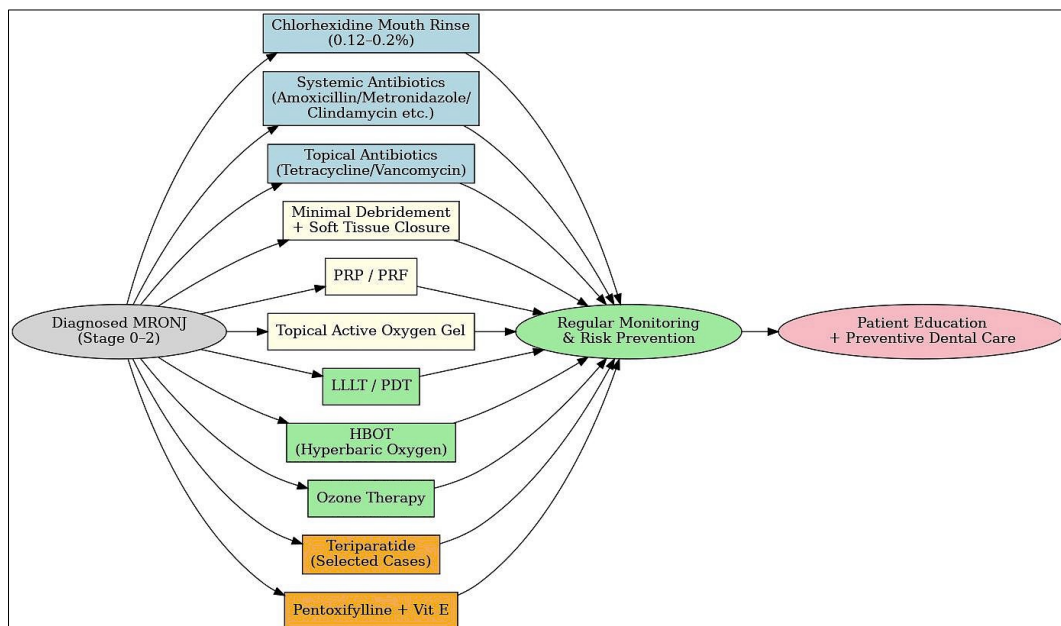 Chlorhexidine Mouth Rinse
(0.12–0.2%)
Systemic Antibiotics
(Amoxicillin/Metronidazole/
Clindamycin etc.)
Topical Antibiotics
(Tetracycline/Vancomycin)
Minimal Debridement
+ Soft Tissue Closure
PRP / PRF
Diagnosed MRONJ
(Stage 0–2)
Topical Active Oxygen Gel
Regular Monitoring
& Risk Prevention
Patient Education
+ Preventive Dental Care
LLLT / PDT
HBOT
(Hyperbaric Oxygen)
Ozone Therapy
Teriparatide
(Selected Cases)
Pentoxifylline + Vit E